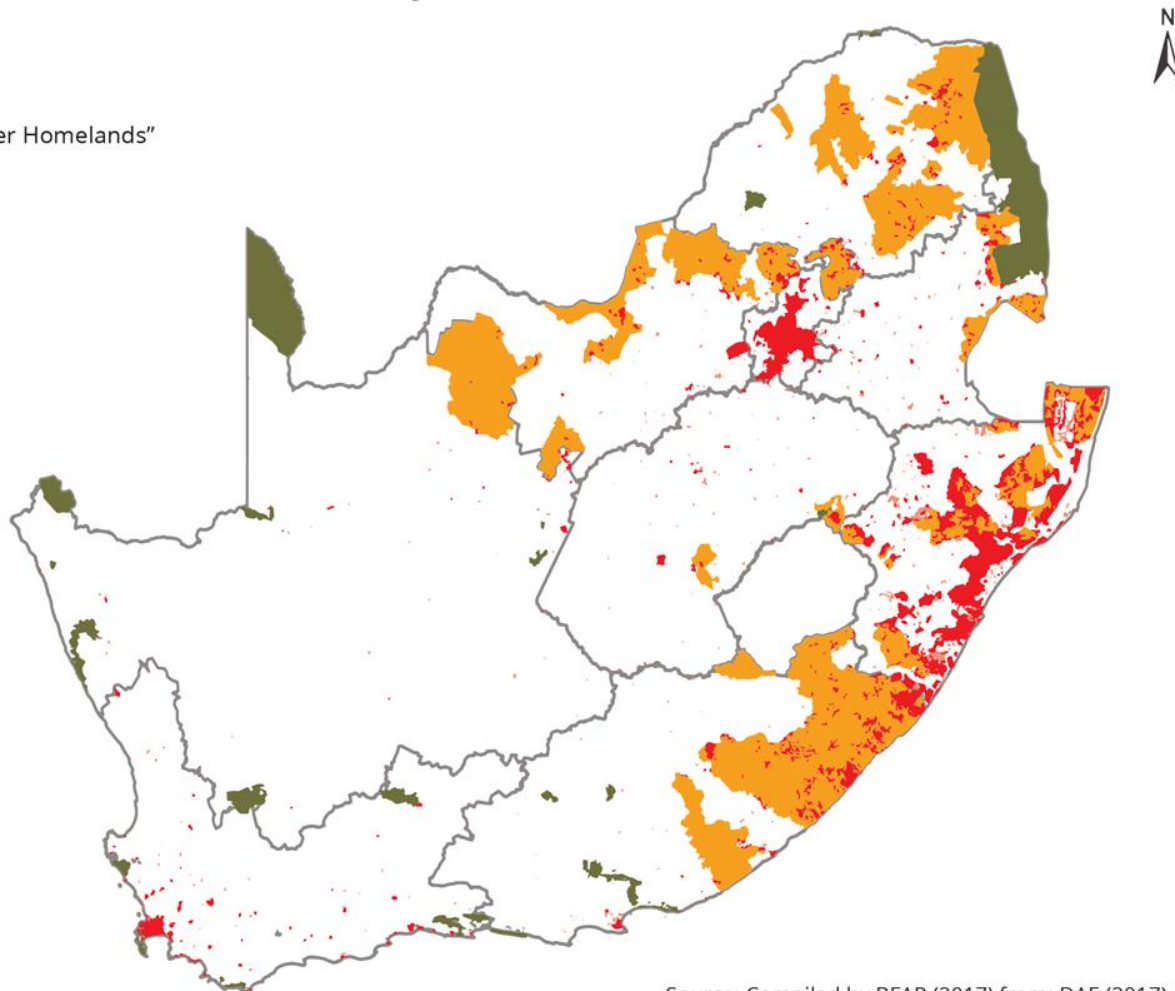 N
er Homelands”
Source: Compiled by BFAP (2017) from: DAF (2017)